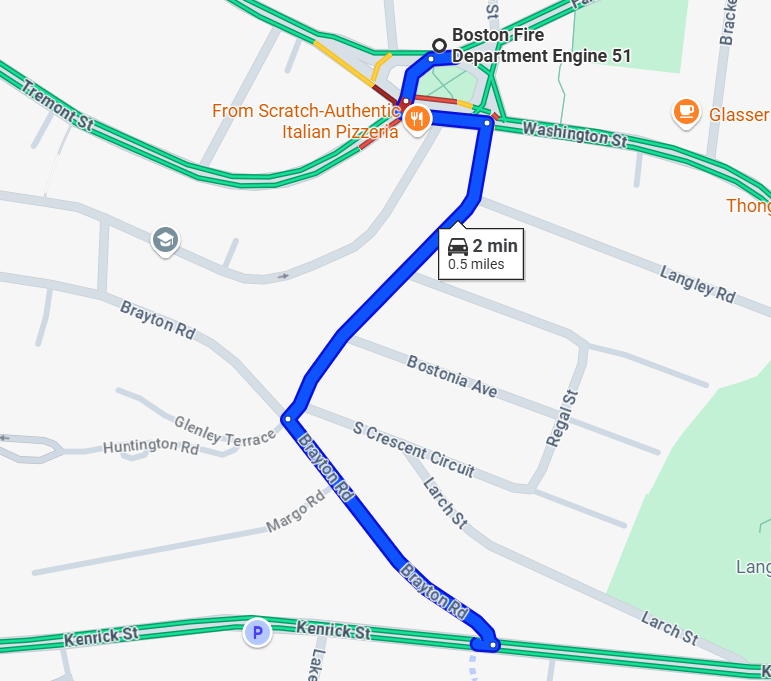 St
Boston Fire
Department Engine 51
Tremont St
From Scratch-Authentic
Italian Pizzeria
Glasser
Washington St
Thong
2 min
0.5 miles
Langley Rd
Brayton Rd
Bostonia Ave
Regal St
Glenley Terrace
Huntington Rd
S Crescent Circuit
Brayton Rd
Margo Rd
Larch St
Brayton Rd
Lang
Larch St
Kenrick St
P
Kenrick St
Lake
K